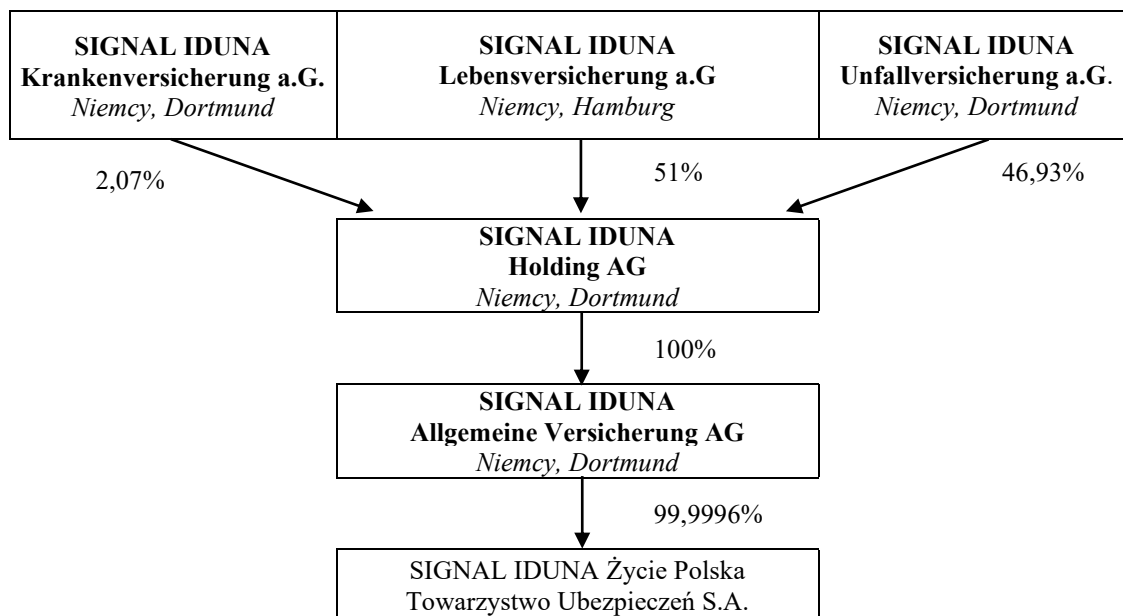 SIGNAL IDUNA
Krankenversicherung a.G.
Niemcy, Dortmund
SIGNAL IDUNA
Lebensversicherung a.G
Niemcy, Hamburg
SIGNAL IDUNA
Unfallversicherung a.G.
Niemcy, Dortmund
2,07%
51%
46,93%
SIGNAL IDUNA
Holding AG
Niemcy, Dortmund
100%
SIGNAL IDUNA
Allgemeine Versicherung AG
Niemcy, Dortmund
99,9996%
SIGNAL IDUNA Życie Polska
Towarzystwo Ubezpieczeń S.A.